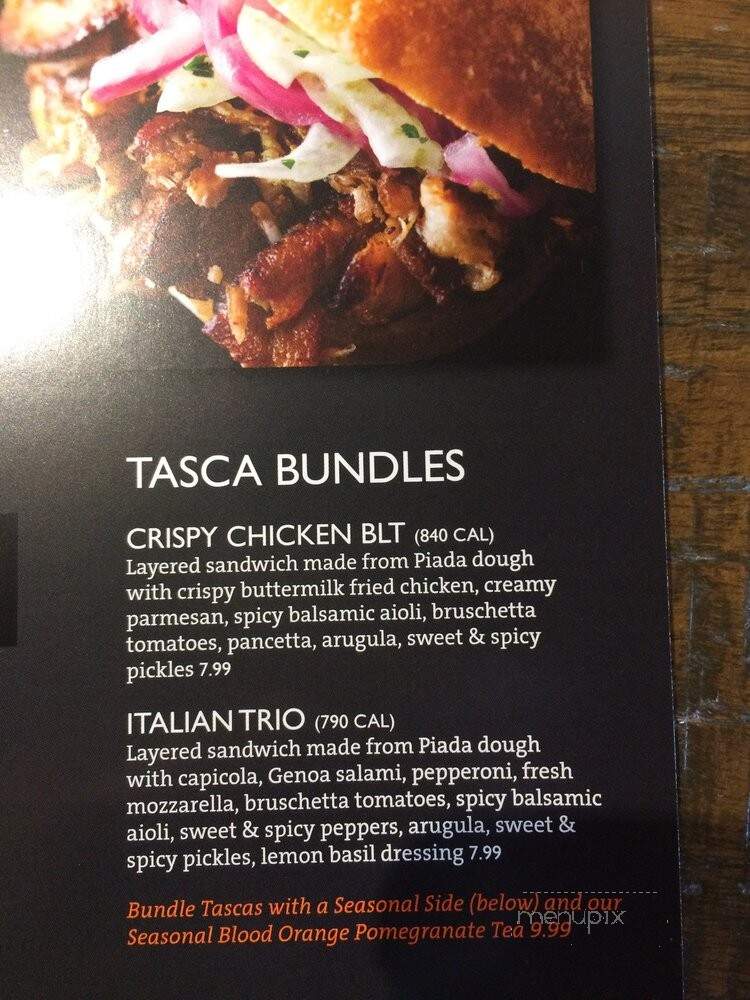 TASCA BUNDLES
CRISPY CHICKEN BLT (840 CAL)
Layered sandwich made from Piada dough
with crispy buttermilk fried chicken, creamy
parmesan, spicy balsamic aioli, bruschetta
tomatoes, pancetta, arugula, sweet & spicy
pickles 7.99
ITALIAN TRIO (790 CAL)
Layered sandwich made from Piada dough
with capicola, Genoa salami, pepperoni, fresh
mozzarella, bruschetta tomatoes, spicy balsamic
aioli, sweet & spicy peppers, arugula, sweet &
spicy pickles, lemon basil dressing 7.99
Bundle Tascas with a Seasonal Side (below) and our
Seasonal Blood Orange Pomegranate Tea 9.99
menupix